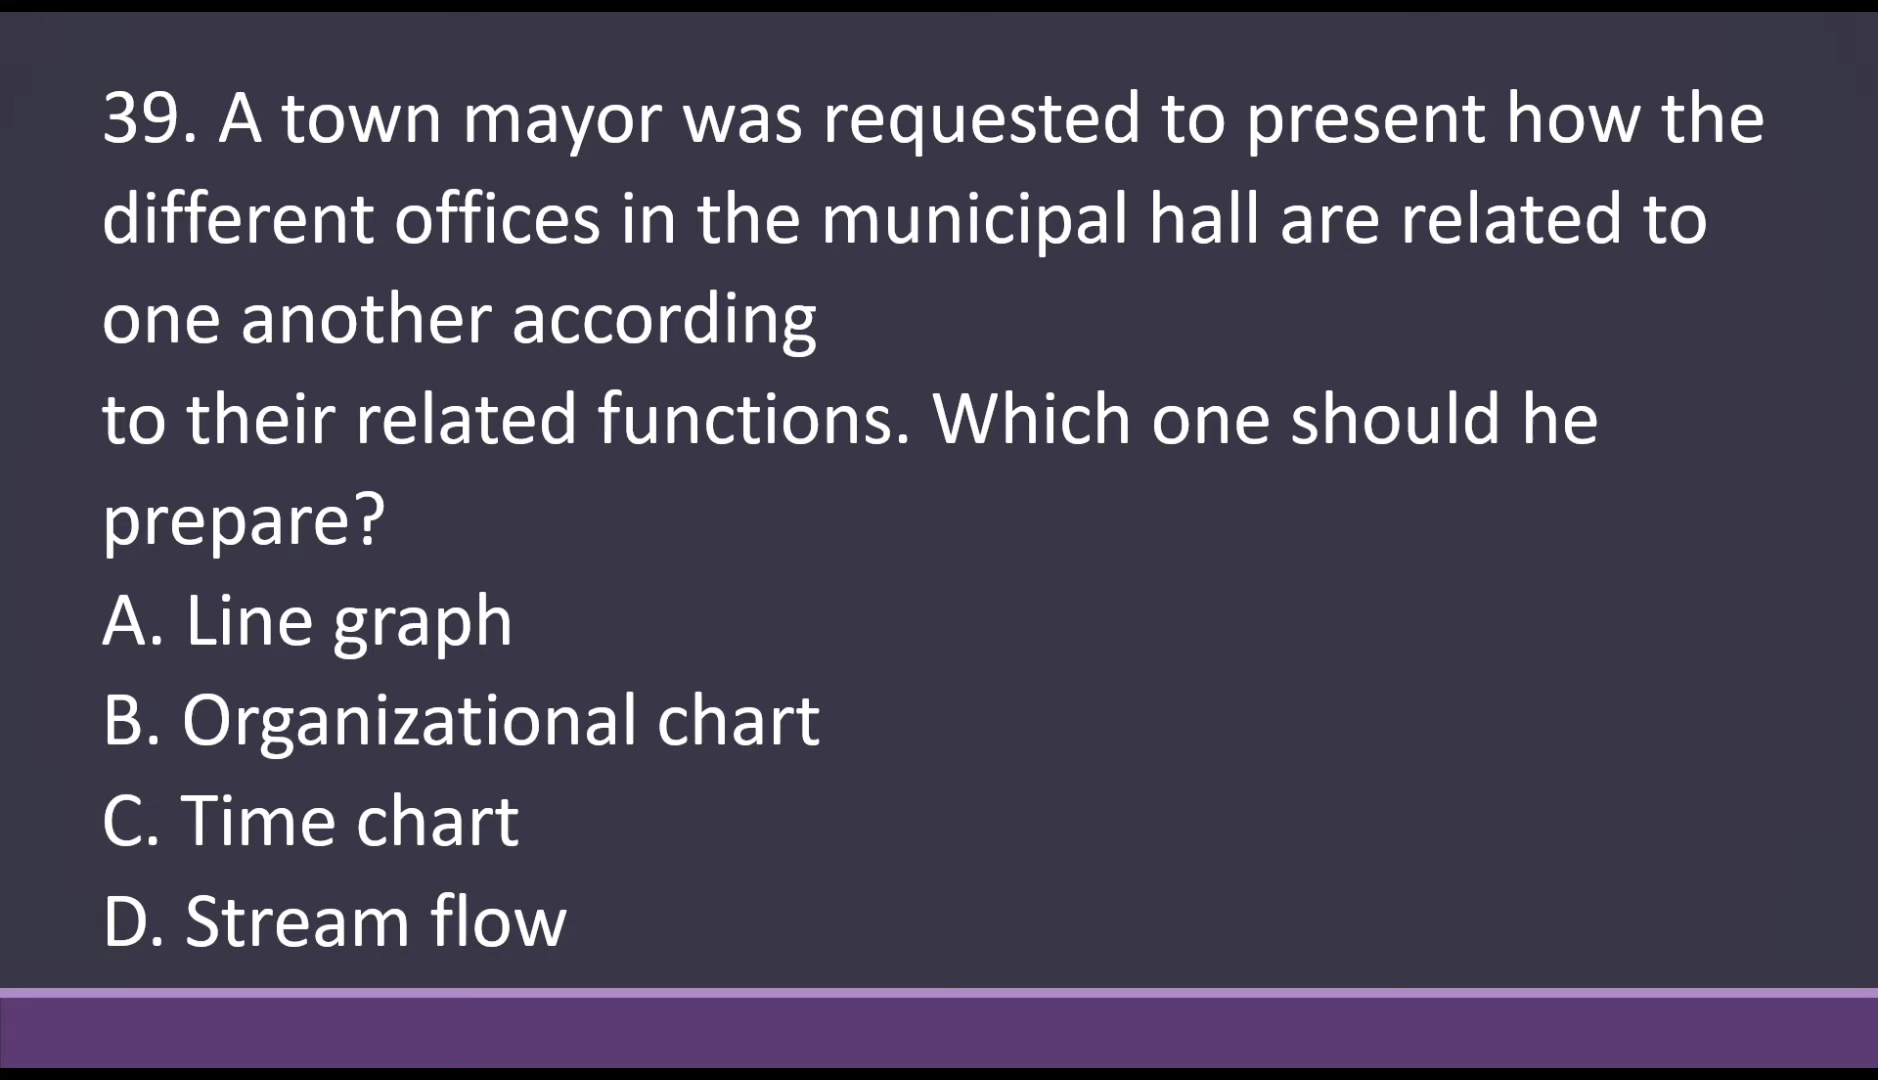 39. A town mayor was requested to present how the
different offices in the municipal hall are related to
one another according
to their related functions. Which one should he
prepare?
A. Line graph
B. Organizational chart
C. Time chart
D. Stream flow